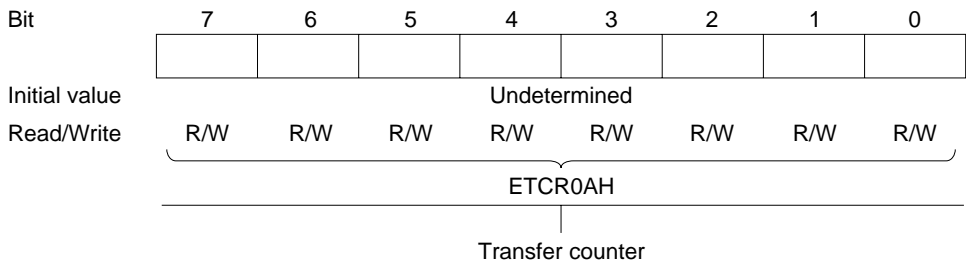 Bit 7 6 5 4 3 2 1 0
Initial value Undetermined
Read/Write R/W R/W R/W R/W R/W R/W R/W R/W
ETCR0AH
Transfer counter